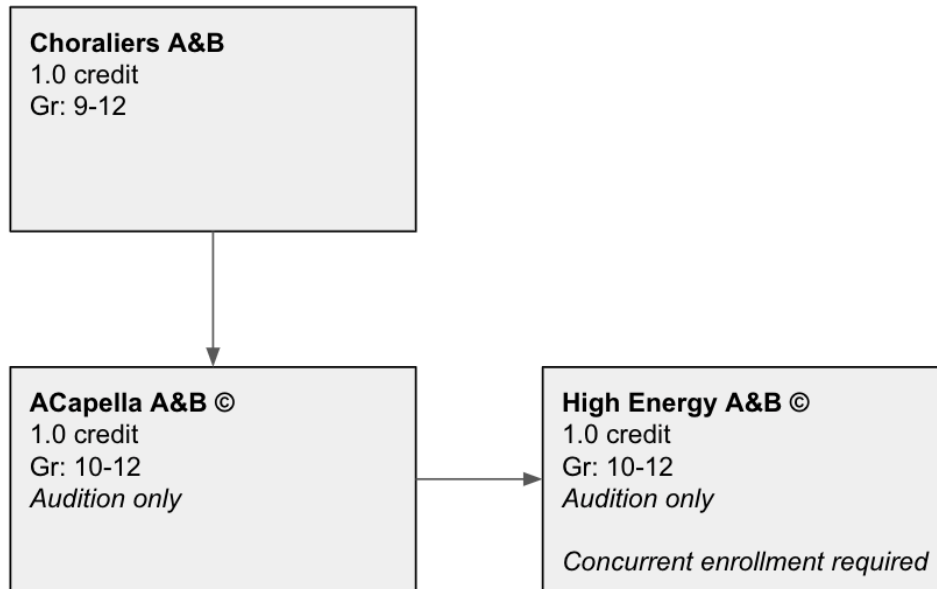 Choraliers A&B
1.0 credit
Gr: 9-12
ACapella A&B ©
1.0 credit
Gr: 10-12
Audition only
High Energy A&B ©
1.0 credit
Gr: 10-12
Audition only
Concurrent enrollment required